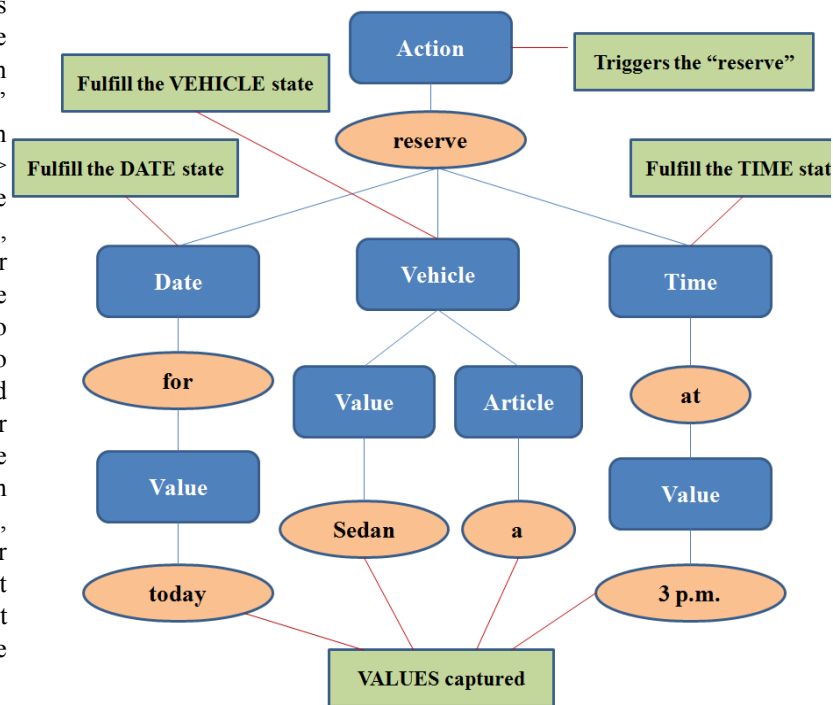 Action
Triggers the “reserve”
Fulfill the VEHICLE state
reserve
Fulfill the DATE state
Fulfill the TIME stat
Date
Vehicle
Time
for
Value
Article
at
Value
Value
Sedan
a
today
3 p.m.
VALUES captured